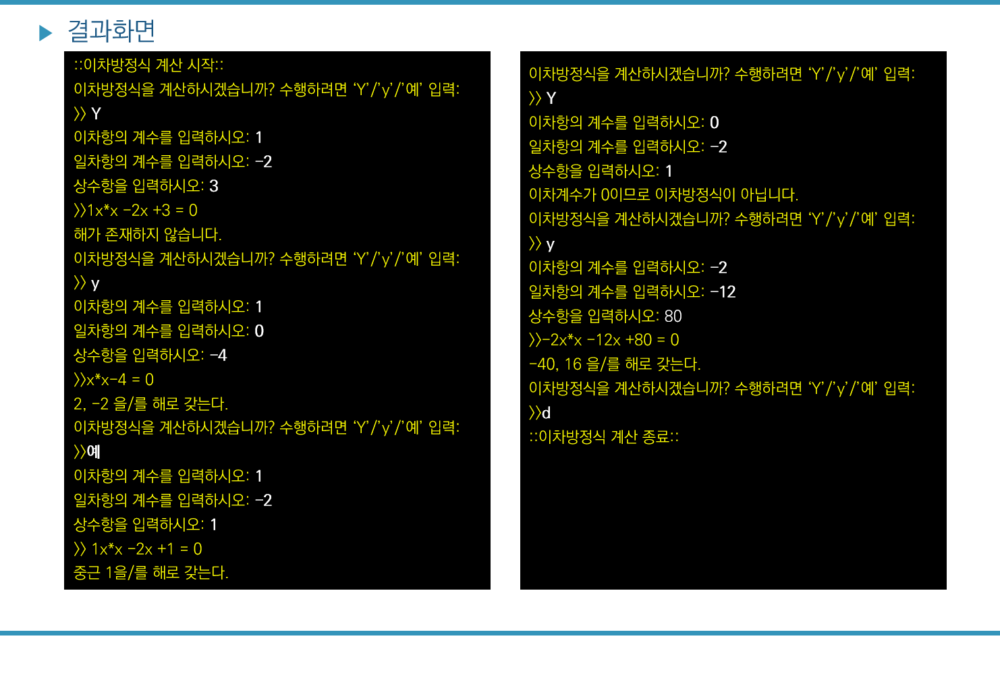 결과화면
::이차방정식 계산 시작::
이차방정식을 계산하시겠습니까? 수행하려면 ‘Y’/’y’/’예’ 입력:
>> Y
이차항의 계수를 입력하시오: 1
일차항의 계수를 입력하시오: -2
상수항을 입력하시오: 3
>>1x*x -2x +3 = 0
해가 존재하지 않습니다.
이차방정식을 계산하시겠습니까? 수행하려면 ‘Y’/’y’/’예’ 입력:
>> y
이차항의 계수를 입력하시오: 1
일차항의 계수를 입력하시오: 0
상수항을 입력하시오: -4
>>x*x-4 = 0
2, -2 을/를 해로 갖는다.
이차방정식을 계산하시겠습니까? 수행하려면 ‘Y’/’y’/’예’ 입력:
>>예
이차항의 계수를 입력하시오: 1
일차항의 계수를 입력하시오: -2
상수항을 입력하시오: 1
>> 1x*x -2x +1 = 0
중근 1을/를 해로 갖는다.
이차방정식을 계산하시겠습니까? 수행하려면 ‘Y’/’y’/’예’ 입력:
>> Y
이차항의 계수를 입력하시오: 0
일차항의 계수를 입력하시오: -2
상수항을 입력하시오: 1
이차계수가 0이므로 이차방정식이 아닙니다.
이차방정식을 계산하시겠습니까? 수행하려면 ‘Y’/’y’/’예’ 입력:
>> y
이차항의 계수를 입력하시오: -2
일차항의 계수를 입력하시오: -12
상수항을 입력하시오: 80
>>-2x*x -12x +80 = 0
-40, 16 을/를 해로 갖는다.
이차방정식을 계산하시겠습니까? 수행하려면 ‘Y’/’y’/’예’ 입력:
>>d
::이차방정식 계산 종료::